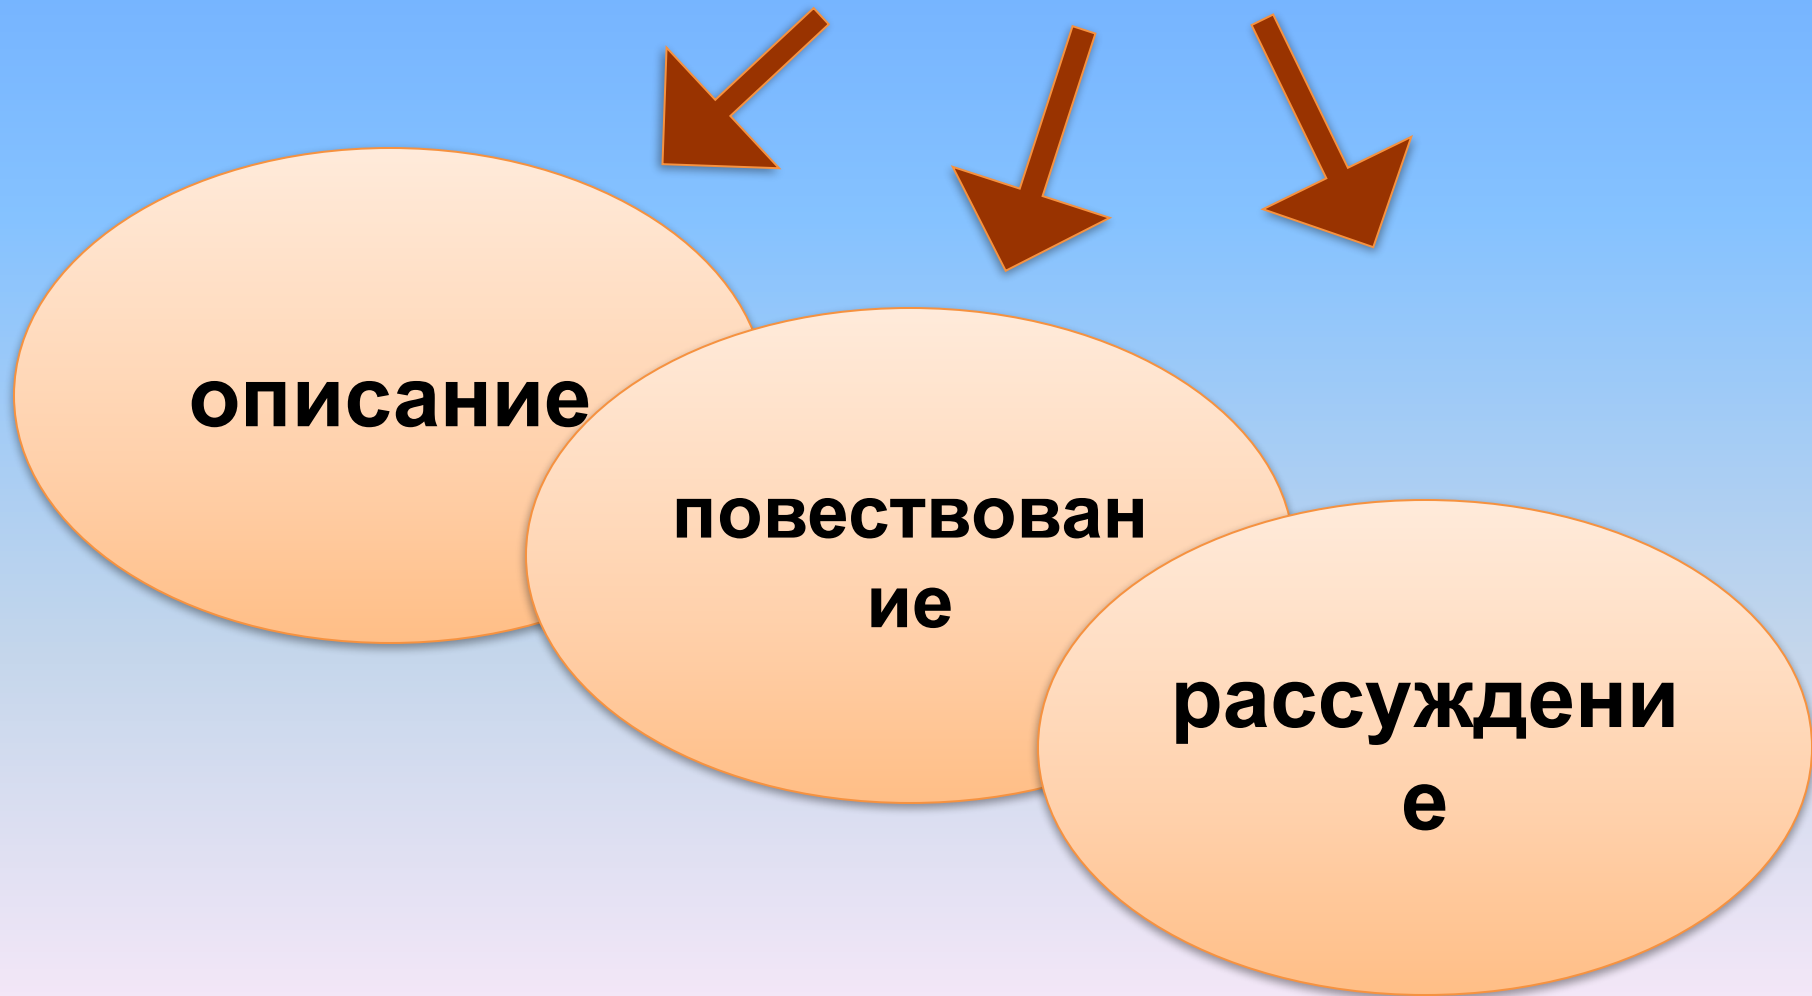 описание
повествован
ие
рассуждени
е